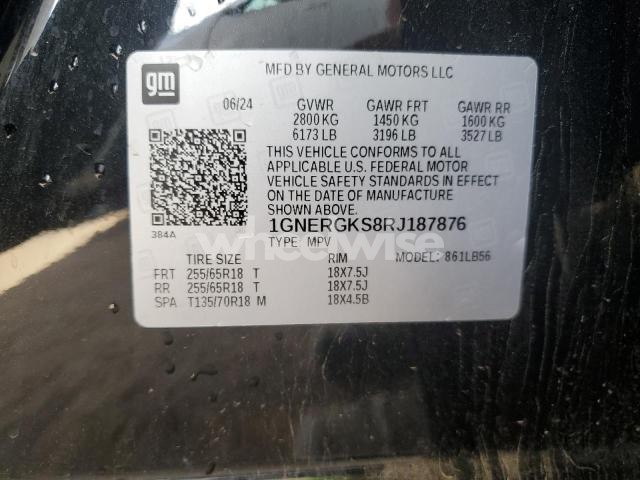 gm
MFD BY GENERAL MOTORS LLC
06/24 GVWR GAWR FRT GAWR RR
2800 KG 1450 KG 1600 KG
6173 LB 3196 LB 3527 LB
THIS VEHICLE CONFORMS TO ALL
APPLICABLE U.S. FEDERAL MOTOR
VEHICLE SAFETY STANDARDS IN EFFECT
ON THE DATE OF MANUFACTURE
SHOWN ABOVE.
384A
1GNERGKS8RJ187876
TYPE: MPV MODEL: 861LB56
wheelwise
TIRE SIZE RIM
FRT 255/65R18 T 18X7.5J
RR 255/65R18 T 18X7.5J
SPA T135/70R18 M 18X4.5B